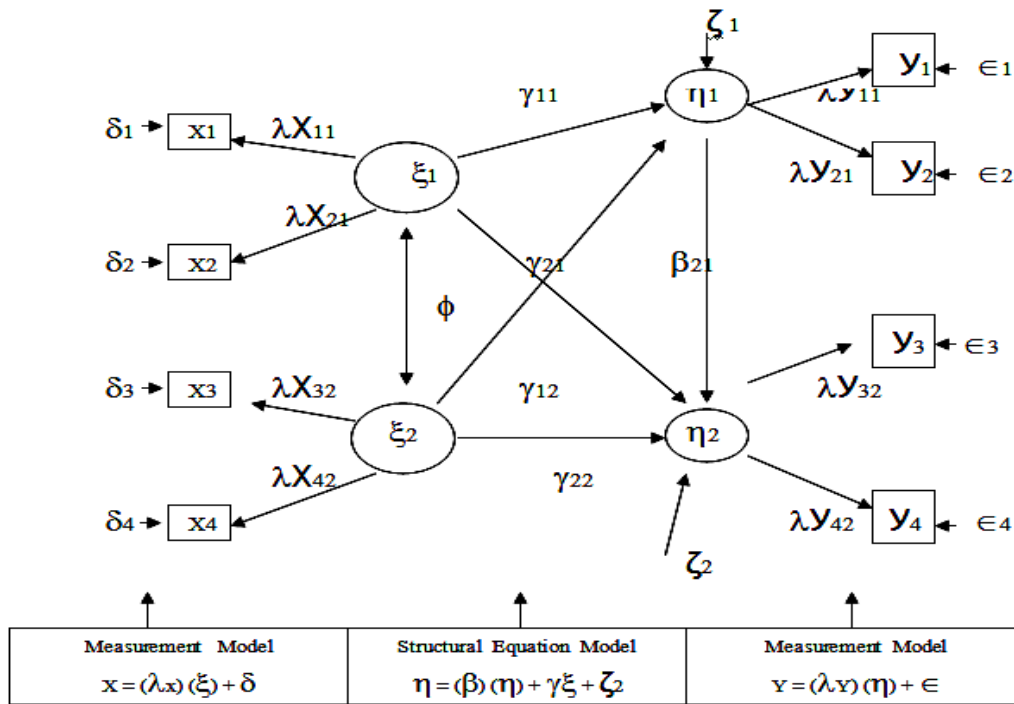 ζ 1
y1 ∈1
η1
γ11 λy11
δ1 x1 λX11
λy21 y2 ∈2
ξ1
λX21
δ2 x2 γ21 β21
ϕ
y3 ∈3
δ3 x3 λX32 γ12 λy32
ξ2 η2
λX42 γ22
δ4 x4 λy42 y4 ∈4
ζ2
Measurement Model
X = (λx) (ξ) + δ
Structural Equation Model
η = (β) (η) + γξ + ζ2
Measurement Model
Y = (λY) (η) + ∈